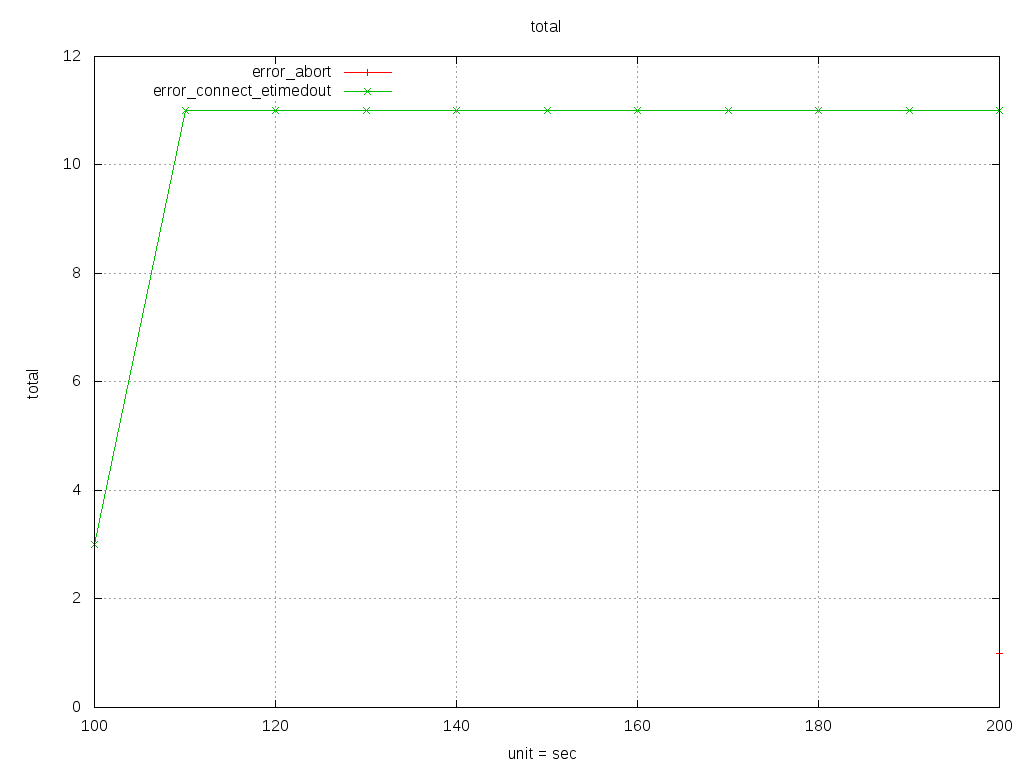 total
12
error_abort
error_connect_etimedout
10
8
6
total
4
2
0
100 120 140 160 180 200
unit = sec